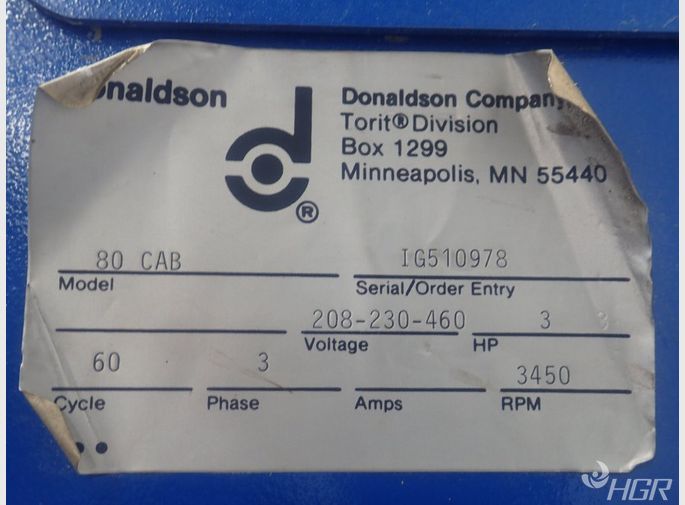 onaldson
Donaldson Company,
Torit® Division
Box 1299
Minneapolis, MN 55440
d
®
80 CAB IG510978
Model Serial/Order Entry
208-230-460 3 3
Voltage HP
60 3 3450
Cycle Phase Amps RPM
HGR